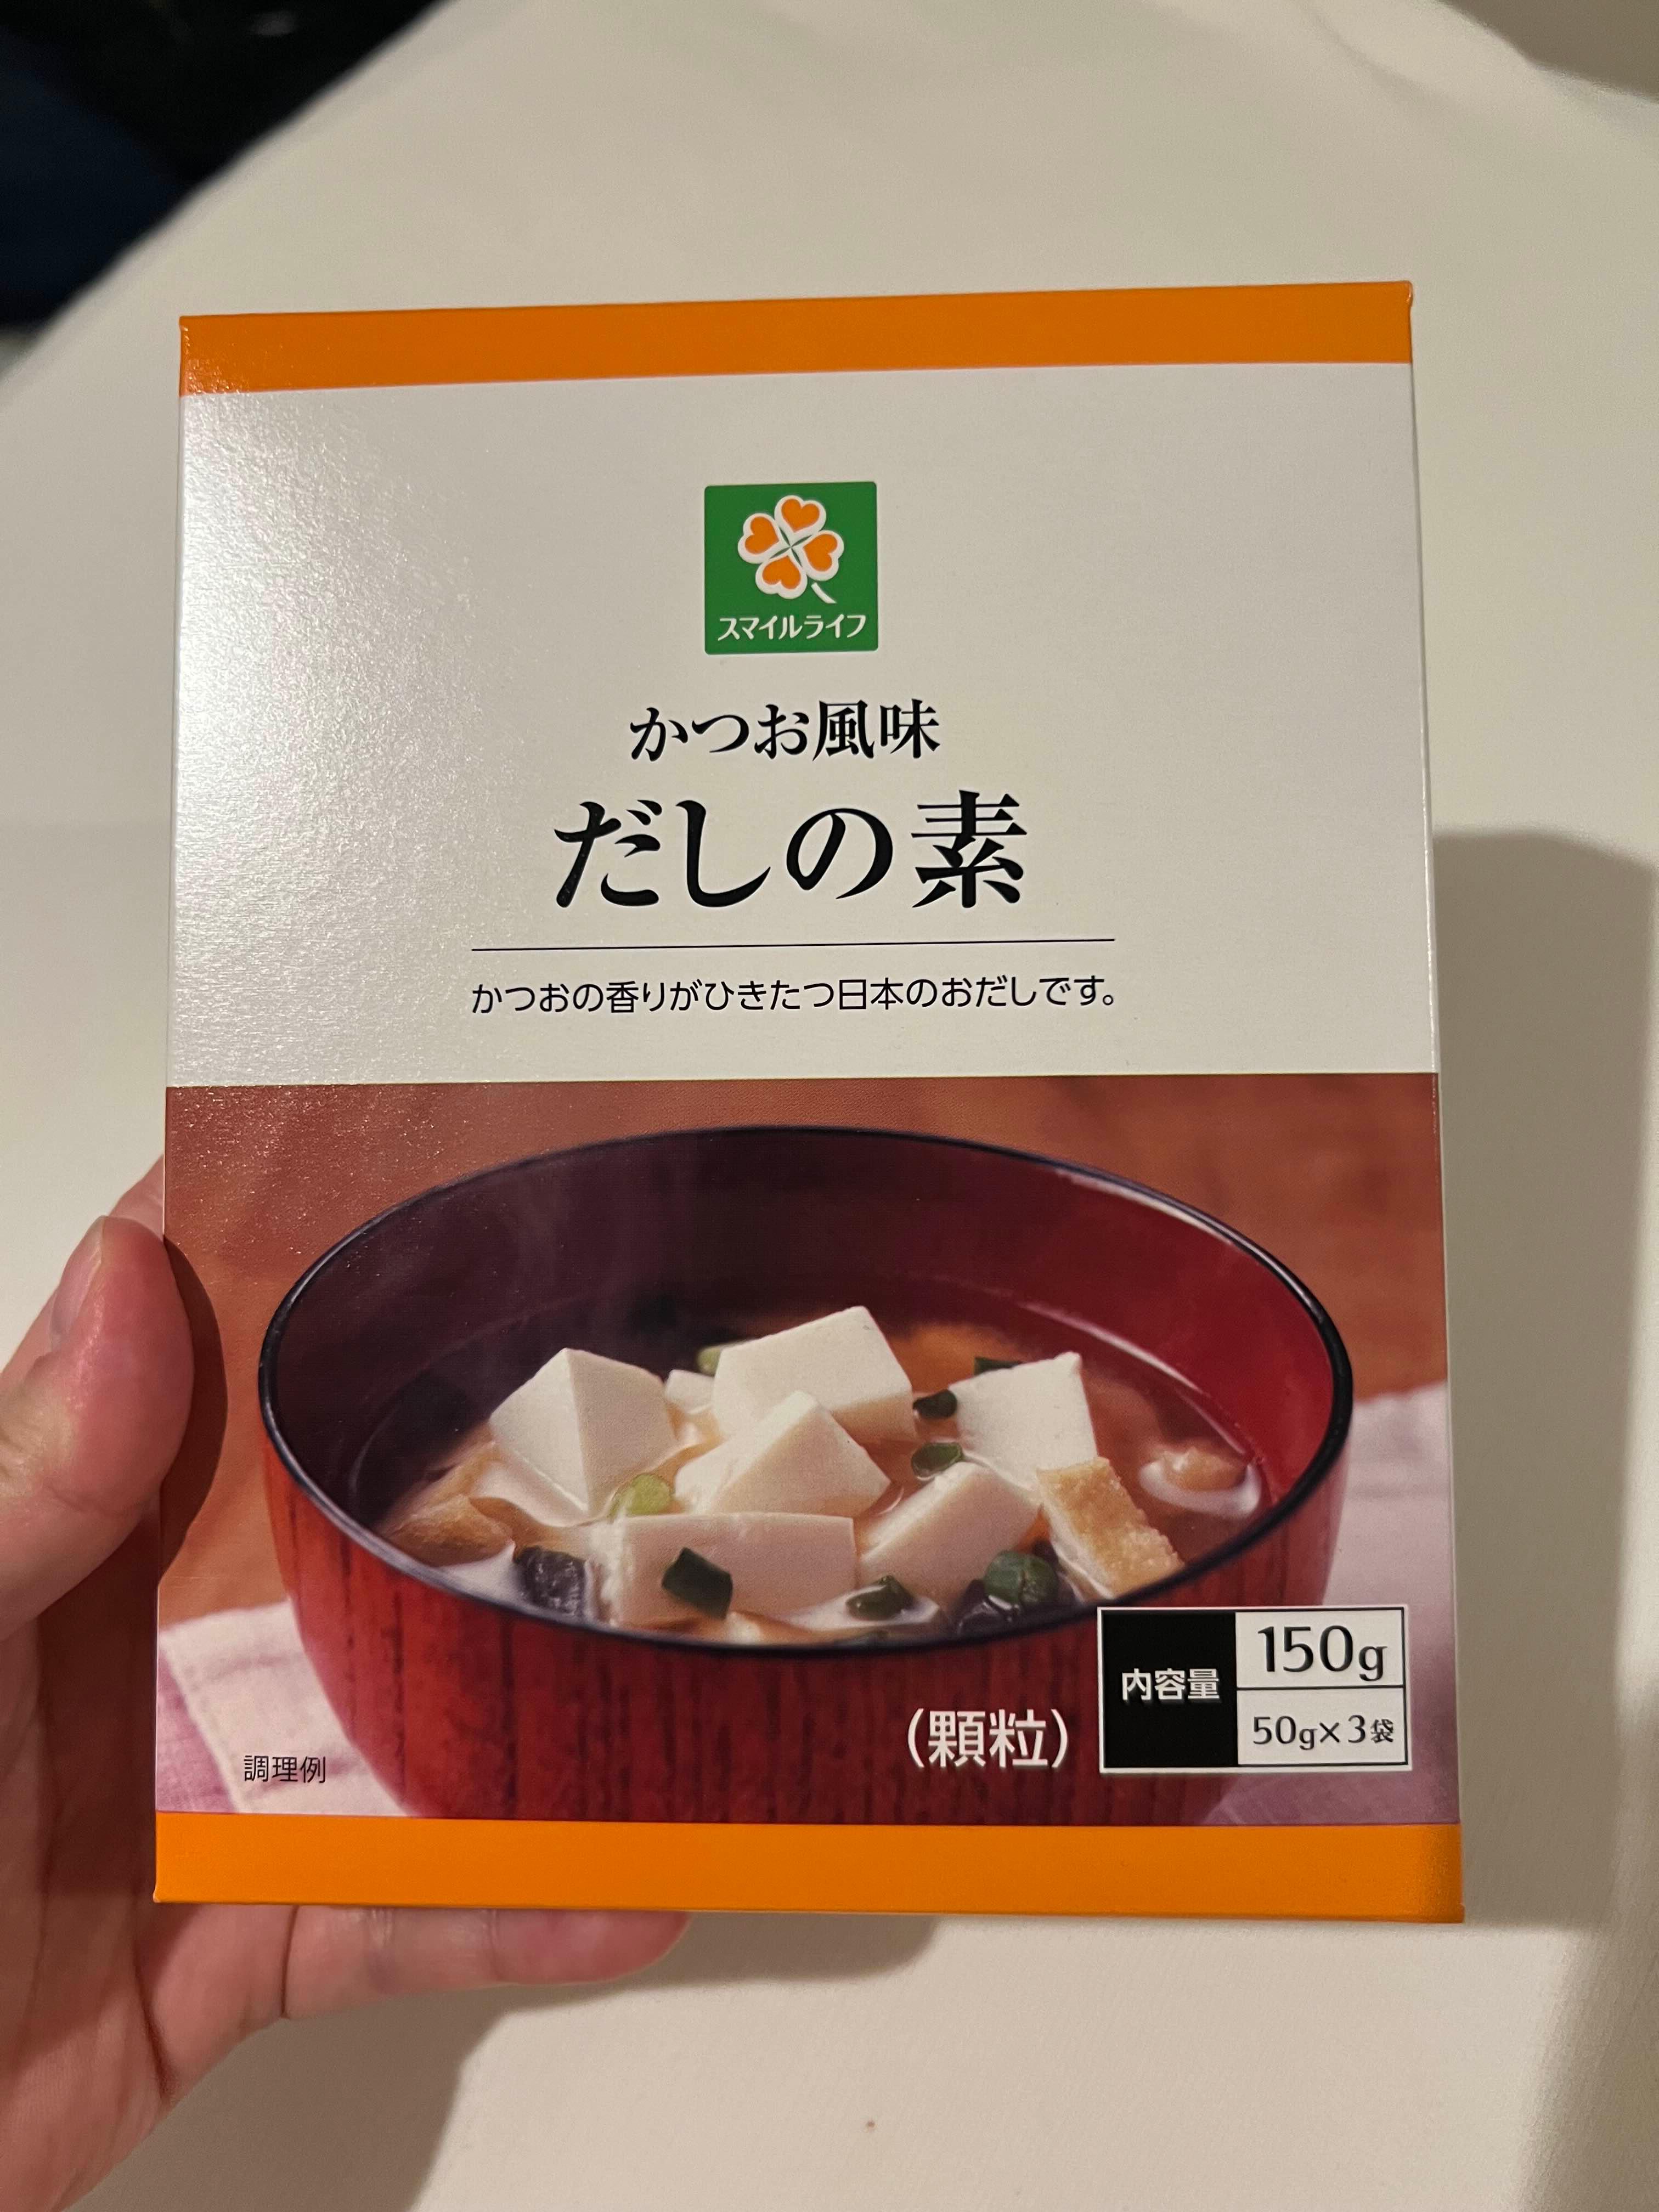 スマイルライフ
かつお風味
だしの素
かつおの香りがひきたつ日本のおだしです。
内容量
150g
50g×3袋
(顆粒)
調理例